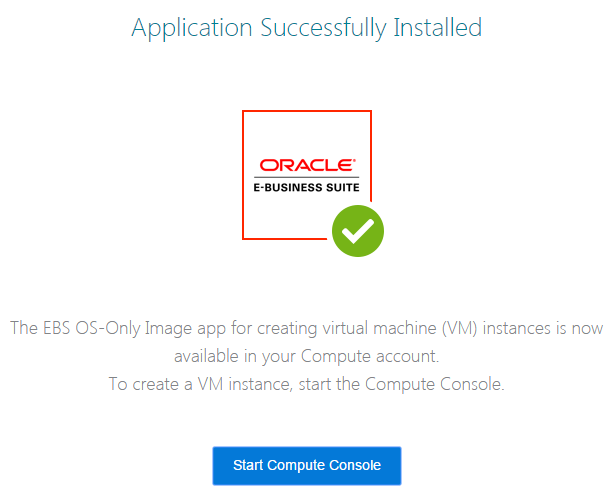 Application Successfully Installed
ORACLE®
E-BUSINESS SUITE
The EBS OS-Only Image app for creating virtual machine (VM) instances is now
available in your Compute account.
To create a VM instance, start the Compute Console.
Start Compute Console